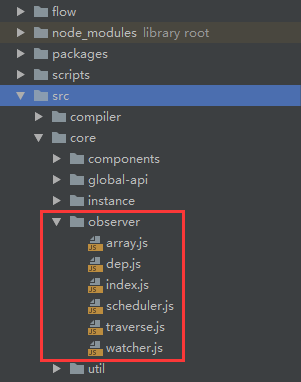 flow
node_modules library root
packages
scripts
src
compiler
core
components
global-api
instance
observer
array.js
dep.js
index.js
scheduler.js
traverse.js
watcher.js
util